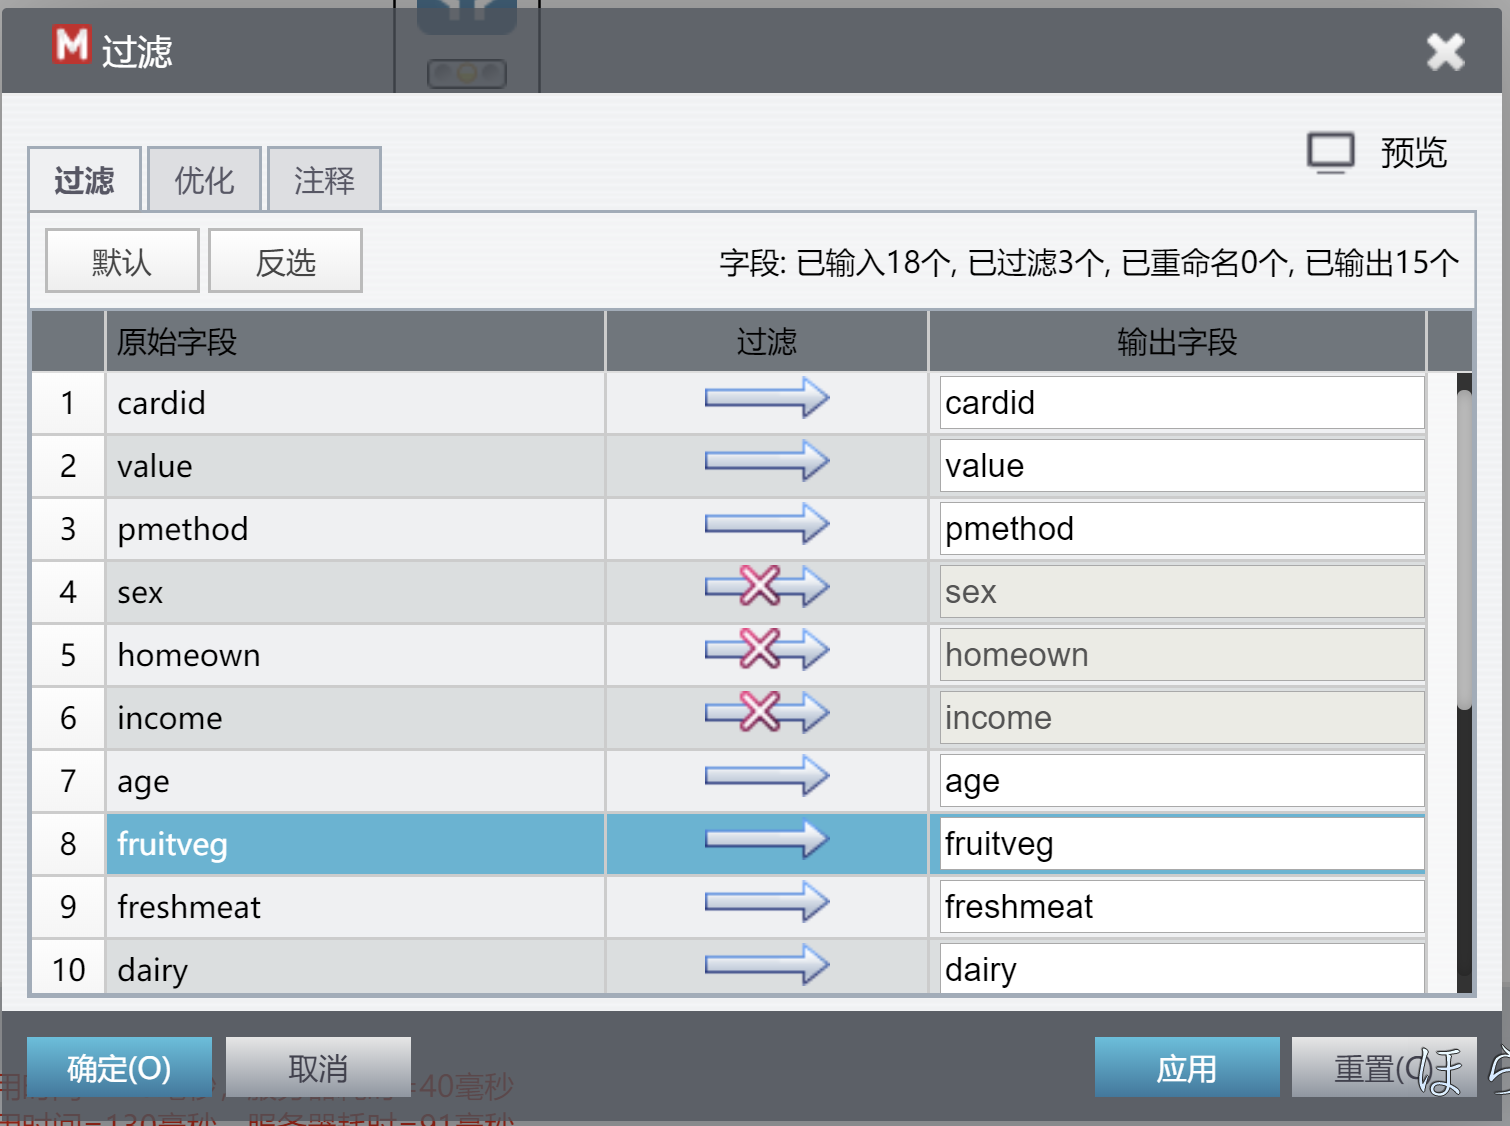 M 过滤
预览
过滤 优化 注释
默认 反选 字段: 已输入18个, 已过滤3个, 已重命名0个, 已输出15个
原始字段 过滤 输出字段
1 cardid cardid
2 value value
3 pmethod pmethod
4 sex sex
5 homeown homeown
6 income income
7 age age
8 fruitveg fruitveg
9 freshmeat freshmeat
10 dairy dairy
确定(O) 取消 应用 重置(
ほら
=40毫秒
用时间=130毫秒, 服务器耗时=91毫秒